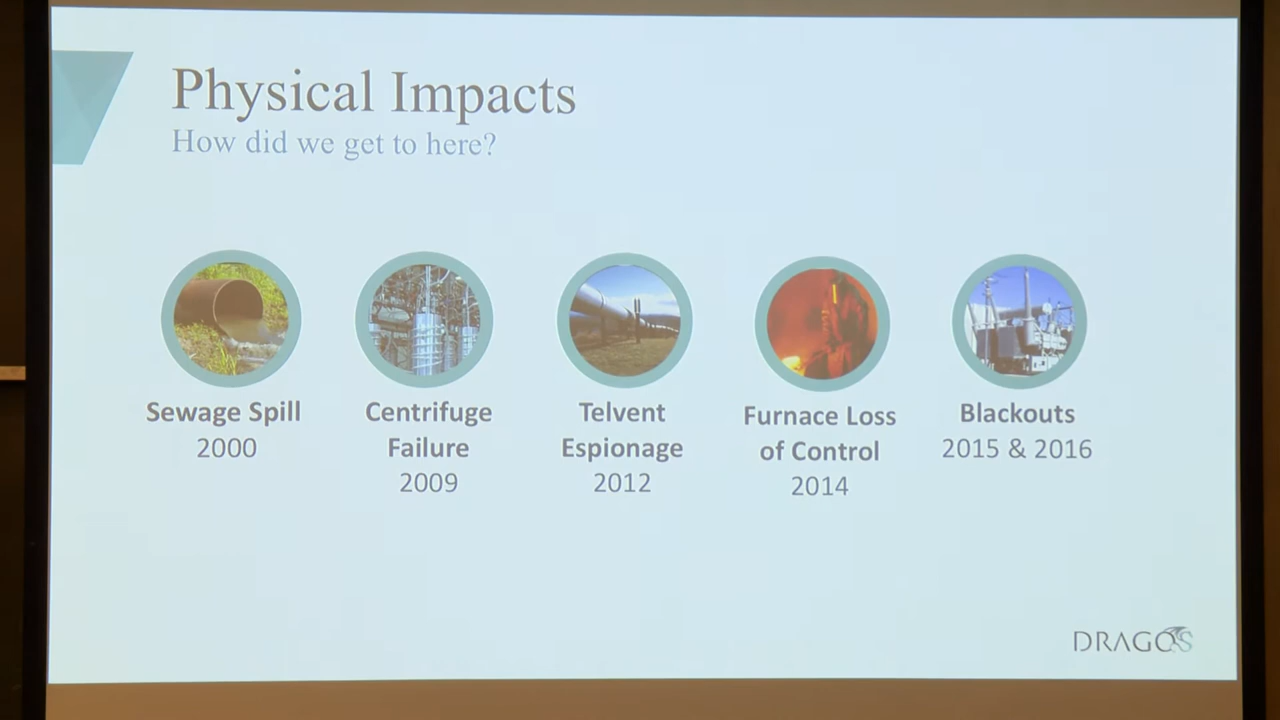 Physical Impacts
How did we get to here?
Sewage Spill
2000
Centrifuge
Failure
2009
Telvent
Espionage
2012
Furnace Loss
of Control
2014
Blackouts
2015 & 2016
DRAGOS